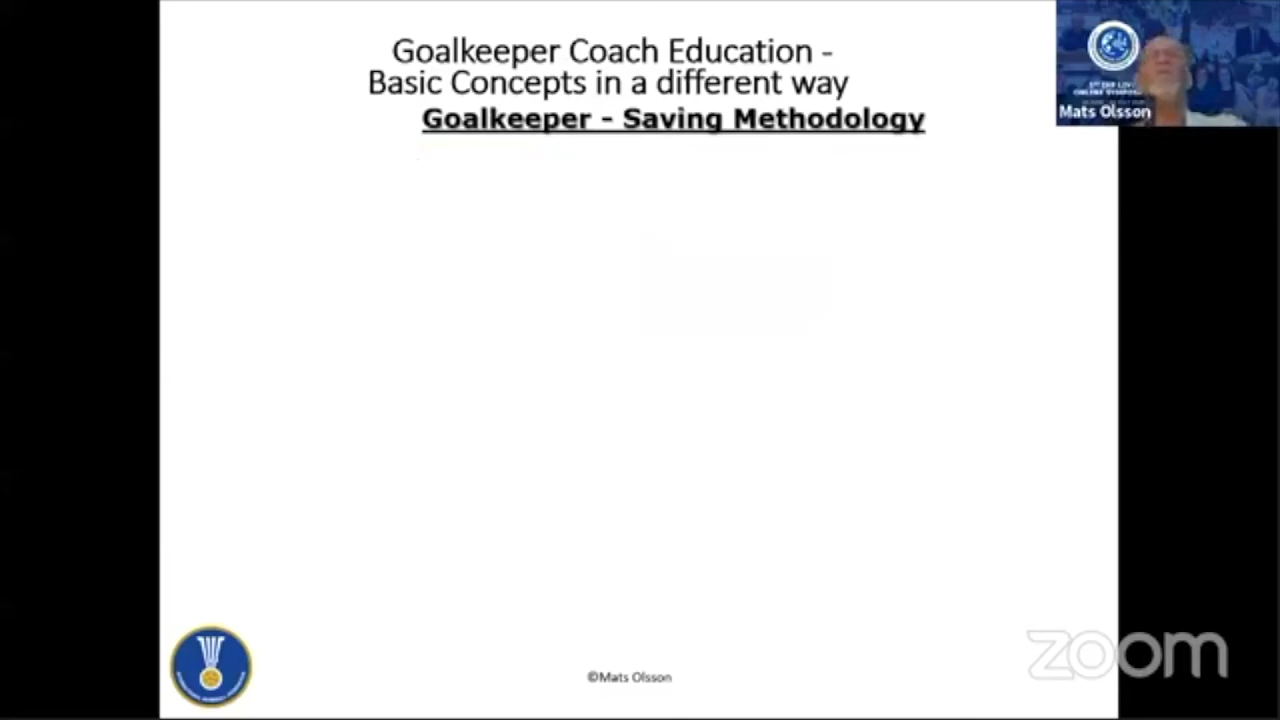 Goalkeeper Coach Education -
Basic Concepts in a different way
Goalkeeper - Saving Methodology
Mats Olsson
©Mats Olsson
zoom